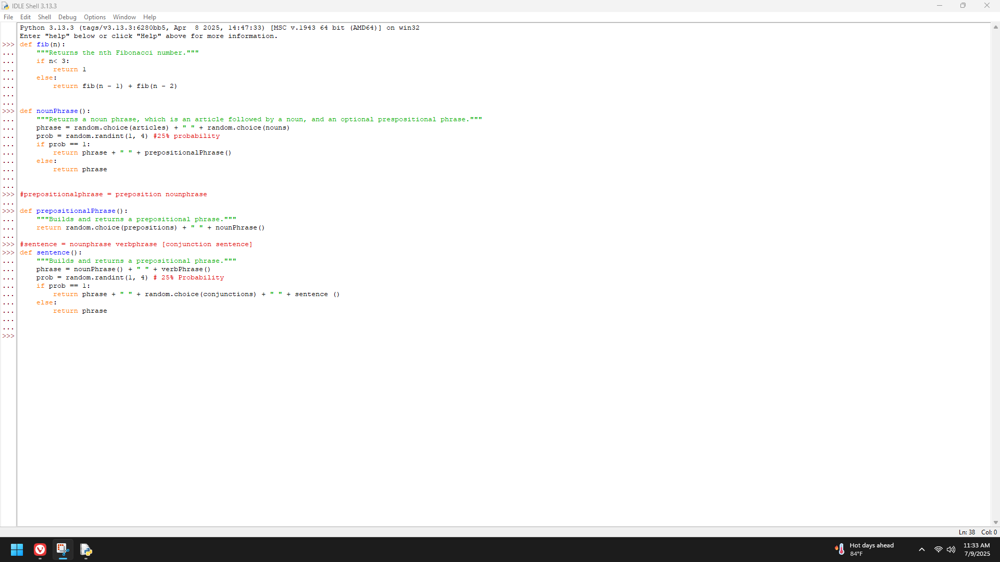 IDLE Shell 3.13.3
File Edit Shell Debug Options Window Help
Python 3.13.3 (tags/v3.13.3:6280bb5, Apr  8 2025, 14:47:33) [MSC v.1943 64 bit (AMD64)] on win32
Enter "help" below or click "Help" above for more information.
>>> def fib(n):
...     """Returns the nth Fibonacci number."""
...     if n< 3:
...         return 1
...     else:
...         return fib(n - 1) + fib(n - 2)
...
...
>>> def nounPhrase():
...     """Returns a noun phrase, which is an article followed by a noun, and an optional prespositional phrase."""
...     phrase = random.choice(articles) + " " + random.choice(nouns)
...     prob = random.randint(1, 4) #25% probability
...     if prob == 1:
...         return phrase + " " + prepositionalPhrase()
...     else:
...         return phrase
...
...
>>> #prepositionalphrase = preposition nounphrase
...
>>> def prepositionalPhrase():
...     """Builds and returns a prepositional phrase."""
...     return random.choice(prepositions) + " " + nounPhrase()
...
>>> #sentence = nounphrase verbphrase [conjunction sentence]
>>> def sentence():
...     """Builds and returns a prepositional phrase."""
...     phrase = nounPhrase() + " " + verbPhrase()
...     prob = random.randint(1, 4) # 25% Probability
...     if prob == 1:
...         return phrase + " " + random.choice(conjunctions) + " " + sentence ()
...     else:
...         return phrase
...
...
>>>
Ln: 38 Col: 0
Hot days ahead
84°F
11:33 AM
7/9/2025